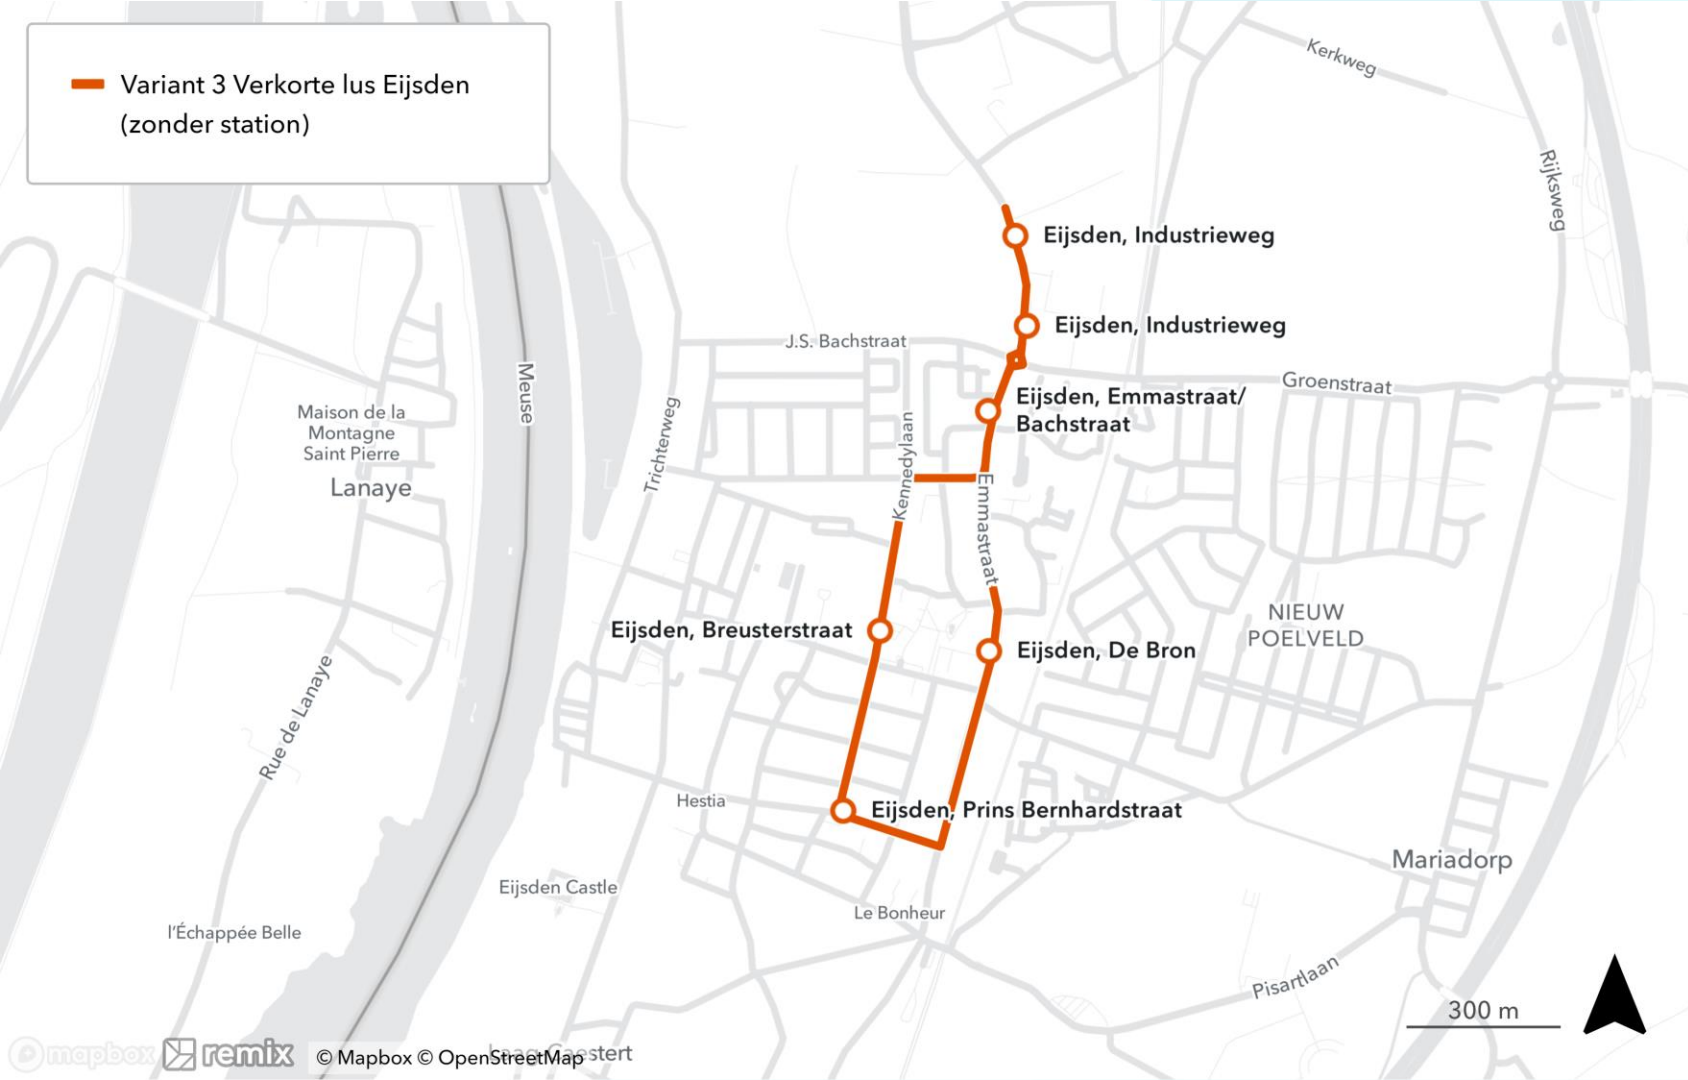 Variant 3 Verkorte lus Eijsden
(zonder station)
Kerkweg
Rijksweg
Eijsden, Industrieweg
Eijsden, Industrieweg
J.S. Bachstraat
Groenstraat
Eijsden, Emmastraat/
Bachstraat
Meuse
Maison de la
Montagne
Saint Pierre
Lanaye
Trichterweg
Kennedylaan
Emmastraat
NIEUW
POELVELD
Eijsden, Breusterstraat
Eijsden, De Bron
Rue de Lanaye
Hestia
Eijsden, Prins Bernhardstraat
Mariadorp
Eijsden Castle
Le Bonheur
l'Échappée Belle
Pisartlaan
300 m
mapbox
remix
© Mapbox © OpenStreetMap
Caestert